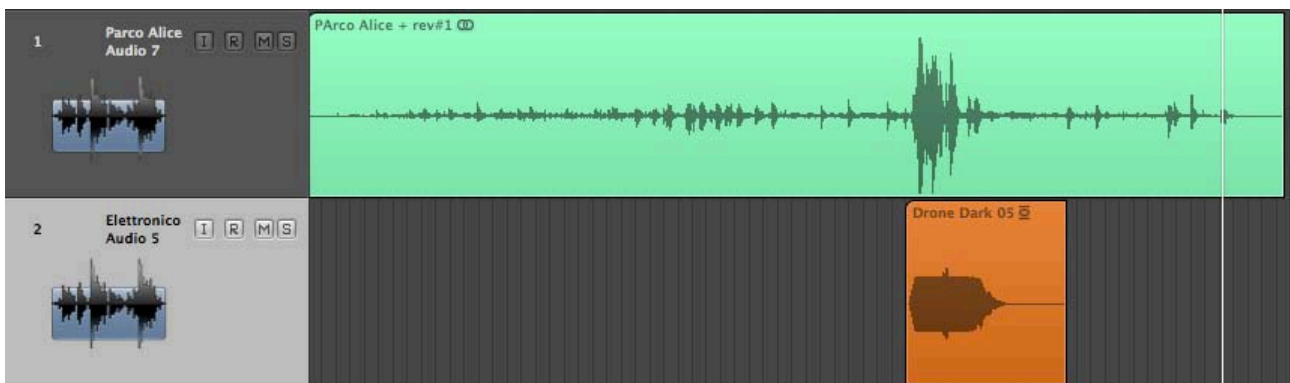 1
Parco Alice
Audio 7
I R M S
PArco Alice + rev#1
2
Elettronico
Audio 5
I R M S
Drone Dark 05